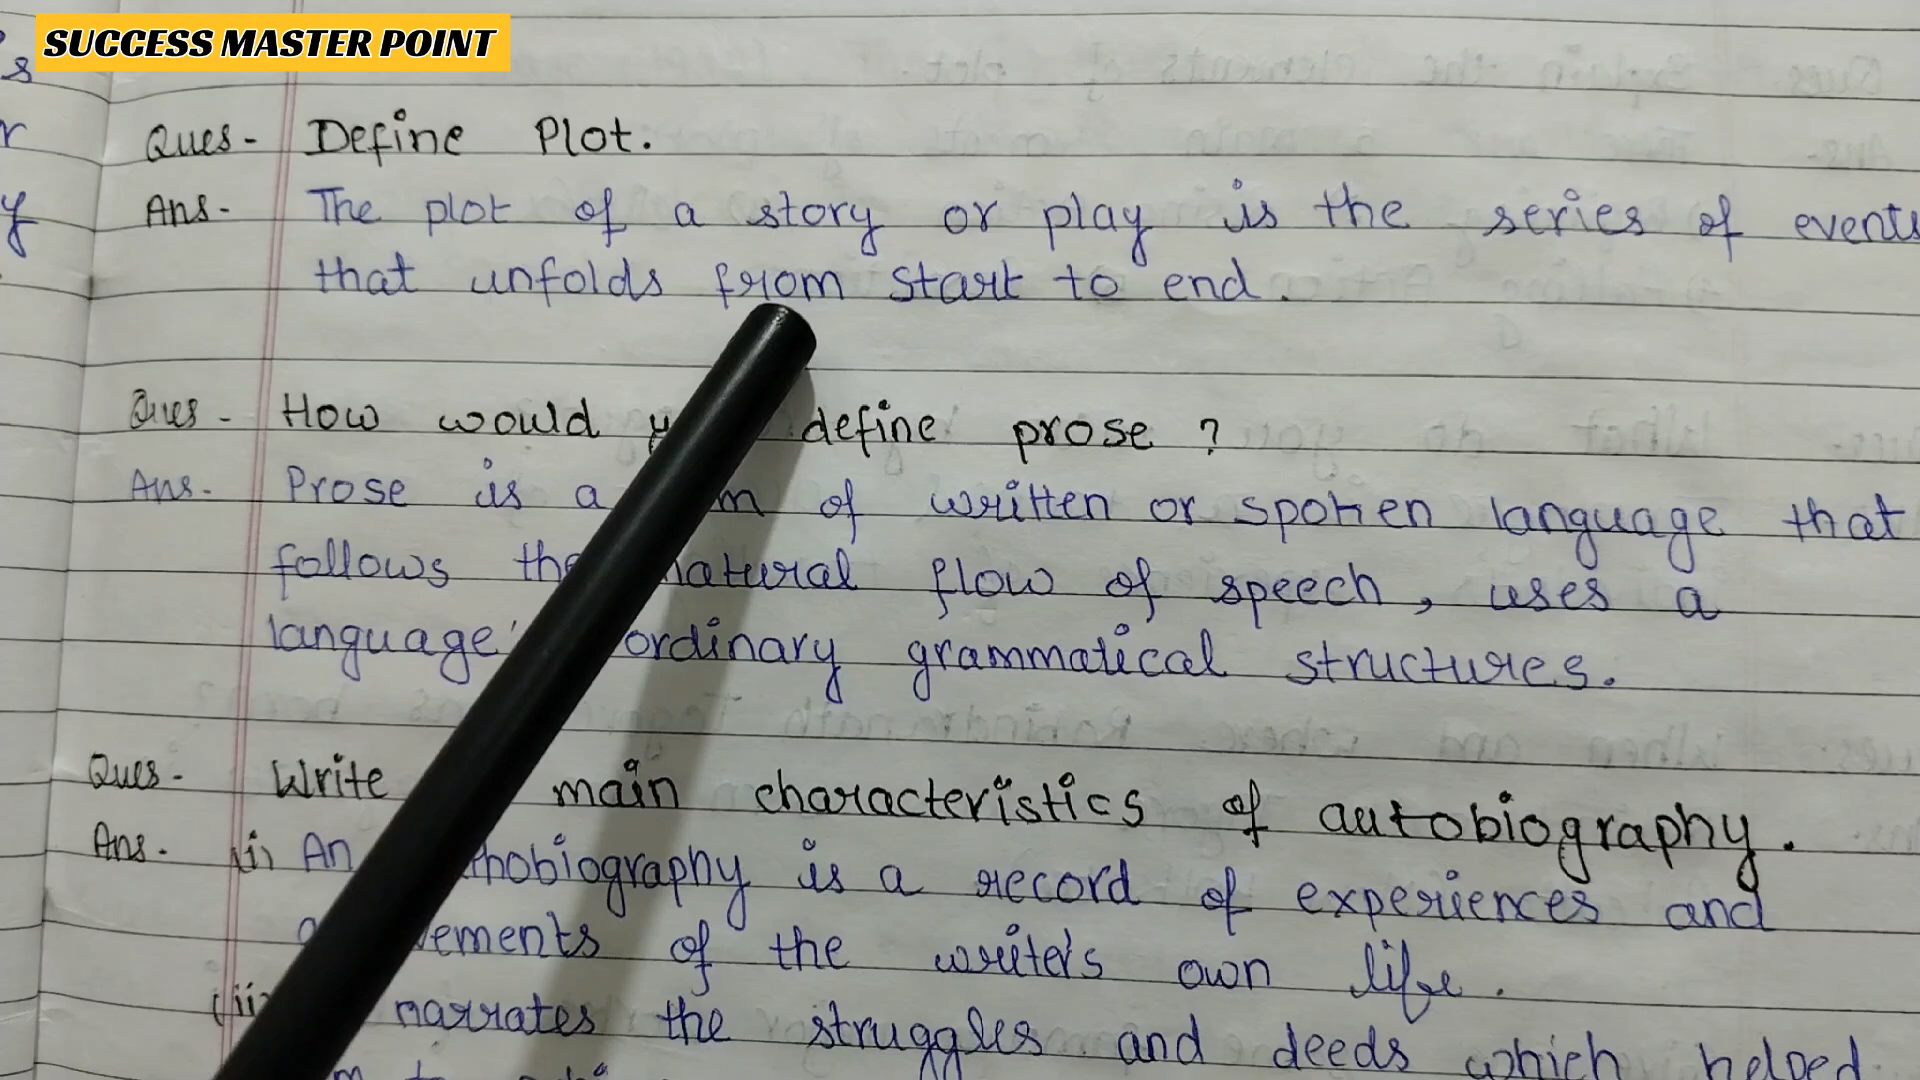 SUCCESS MASTER POINT
Ques- Define Plot.
Ans- The plot of a story or play is the series of events
that unfolds from start to end.
Ques- How would define prose ?
Ans- Prose is a of written or spoken language that
follows the natural flow of speech, uses a
language' ordinary grammatical structures.
Ques- Write main characteristics of autobiography.
Ans- (i) An is a record of experiences and
of the writer's own life.
(ii) narrates the struggles and deeds which helped